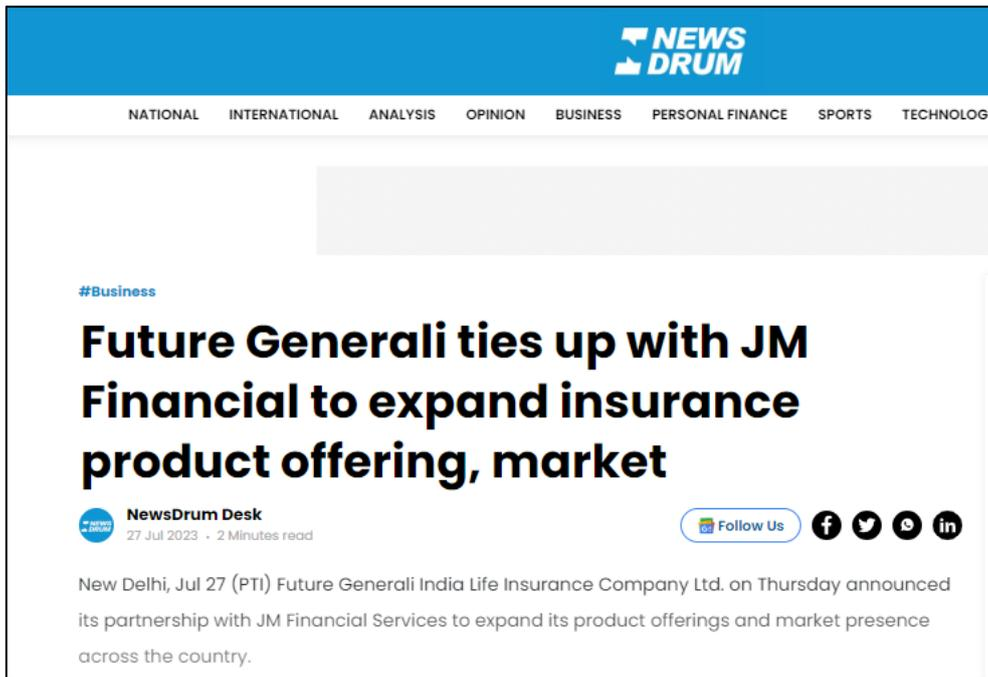 NEWS
DRUM
NATIONAL INTERNATIONAL ANALYSIS OPINION BUSINESS PERSONAL FINANCE SPORTS TECHNOLOG
#Business
Future Generali ties up with JM
Financial to expand insurance
product offering, market
NewsDrum Desk
27 Jul 2023 • 2 Minutes read
Follow Us
New Delhi, Jul 27 (PTI) Future Generali India Life Insurance Company Ltd. on Thursday announced
its partnership with JM Financial Services to expand its product offerings and market presence
across the country.